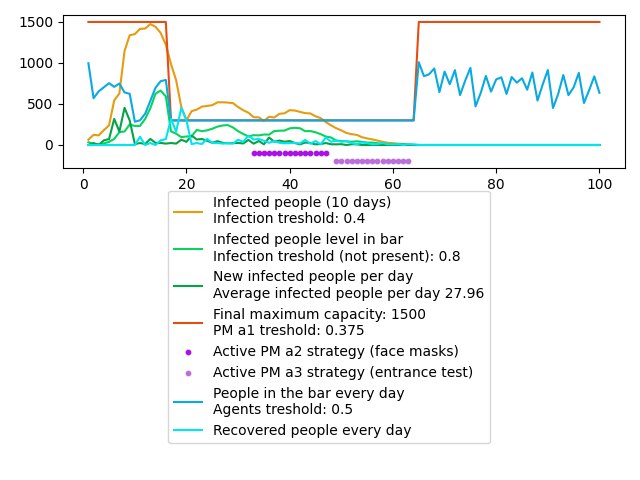 1500
1000
500
0
0
20
40
60
80
100
Infected people (10 days)
Infection treshold: 0.4
Infected people level in bar
Infection treshold (not present): 0.8
New infected people per day
Average infected people per day 27.96
Final maximum capacity: 1500
PM a1 treshold: 0.375
Active PM a2 strategy (face masks)
Active PM a3 strategy (entrance test)
People in the bar every day
Agents treshold: 0.5
Recovered people every day